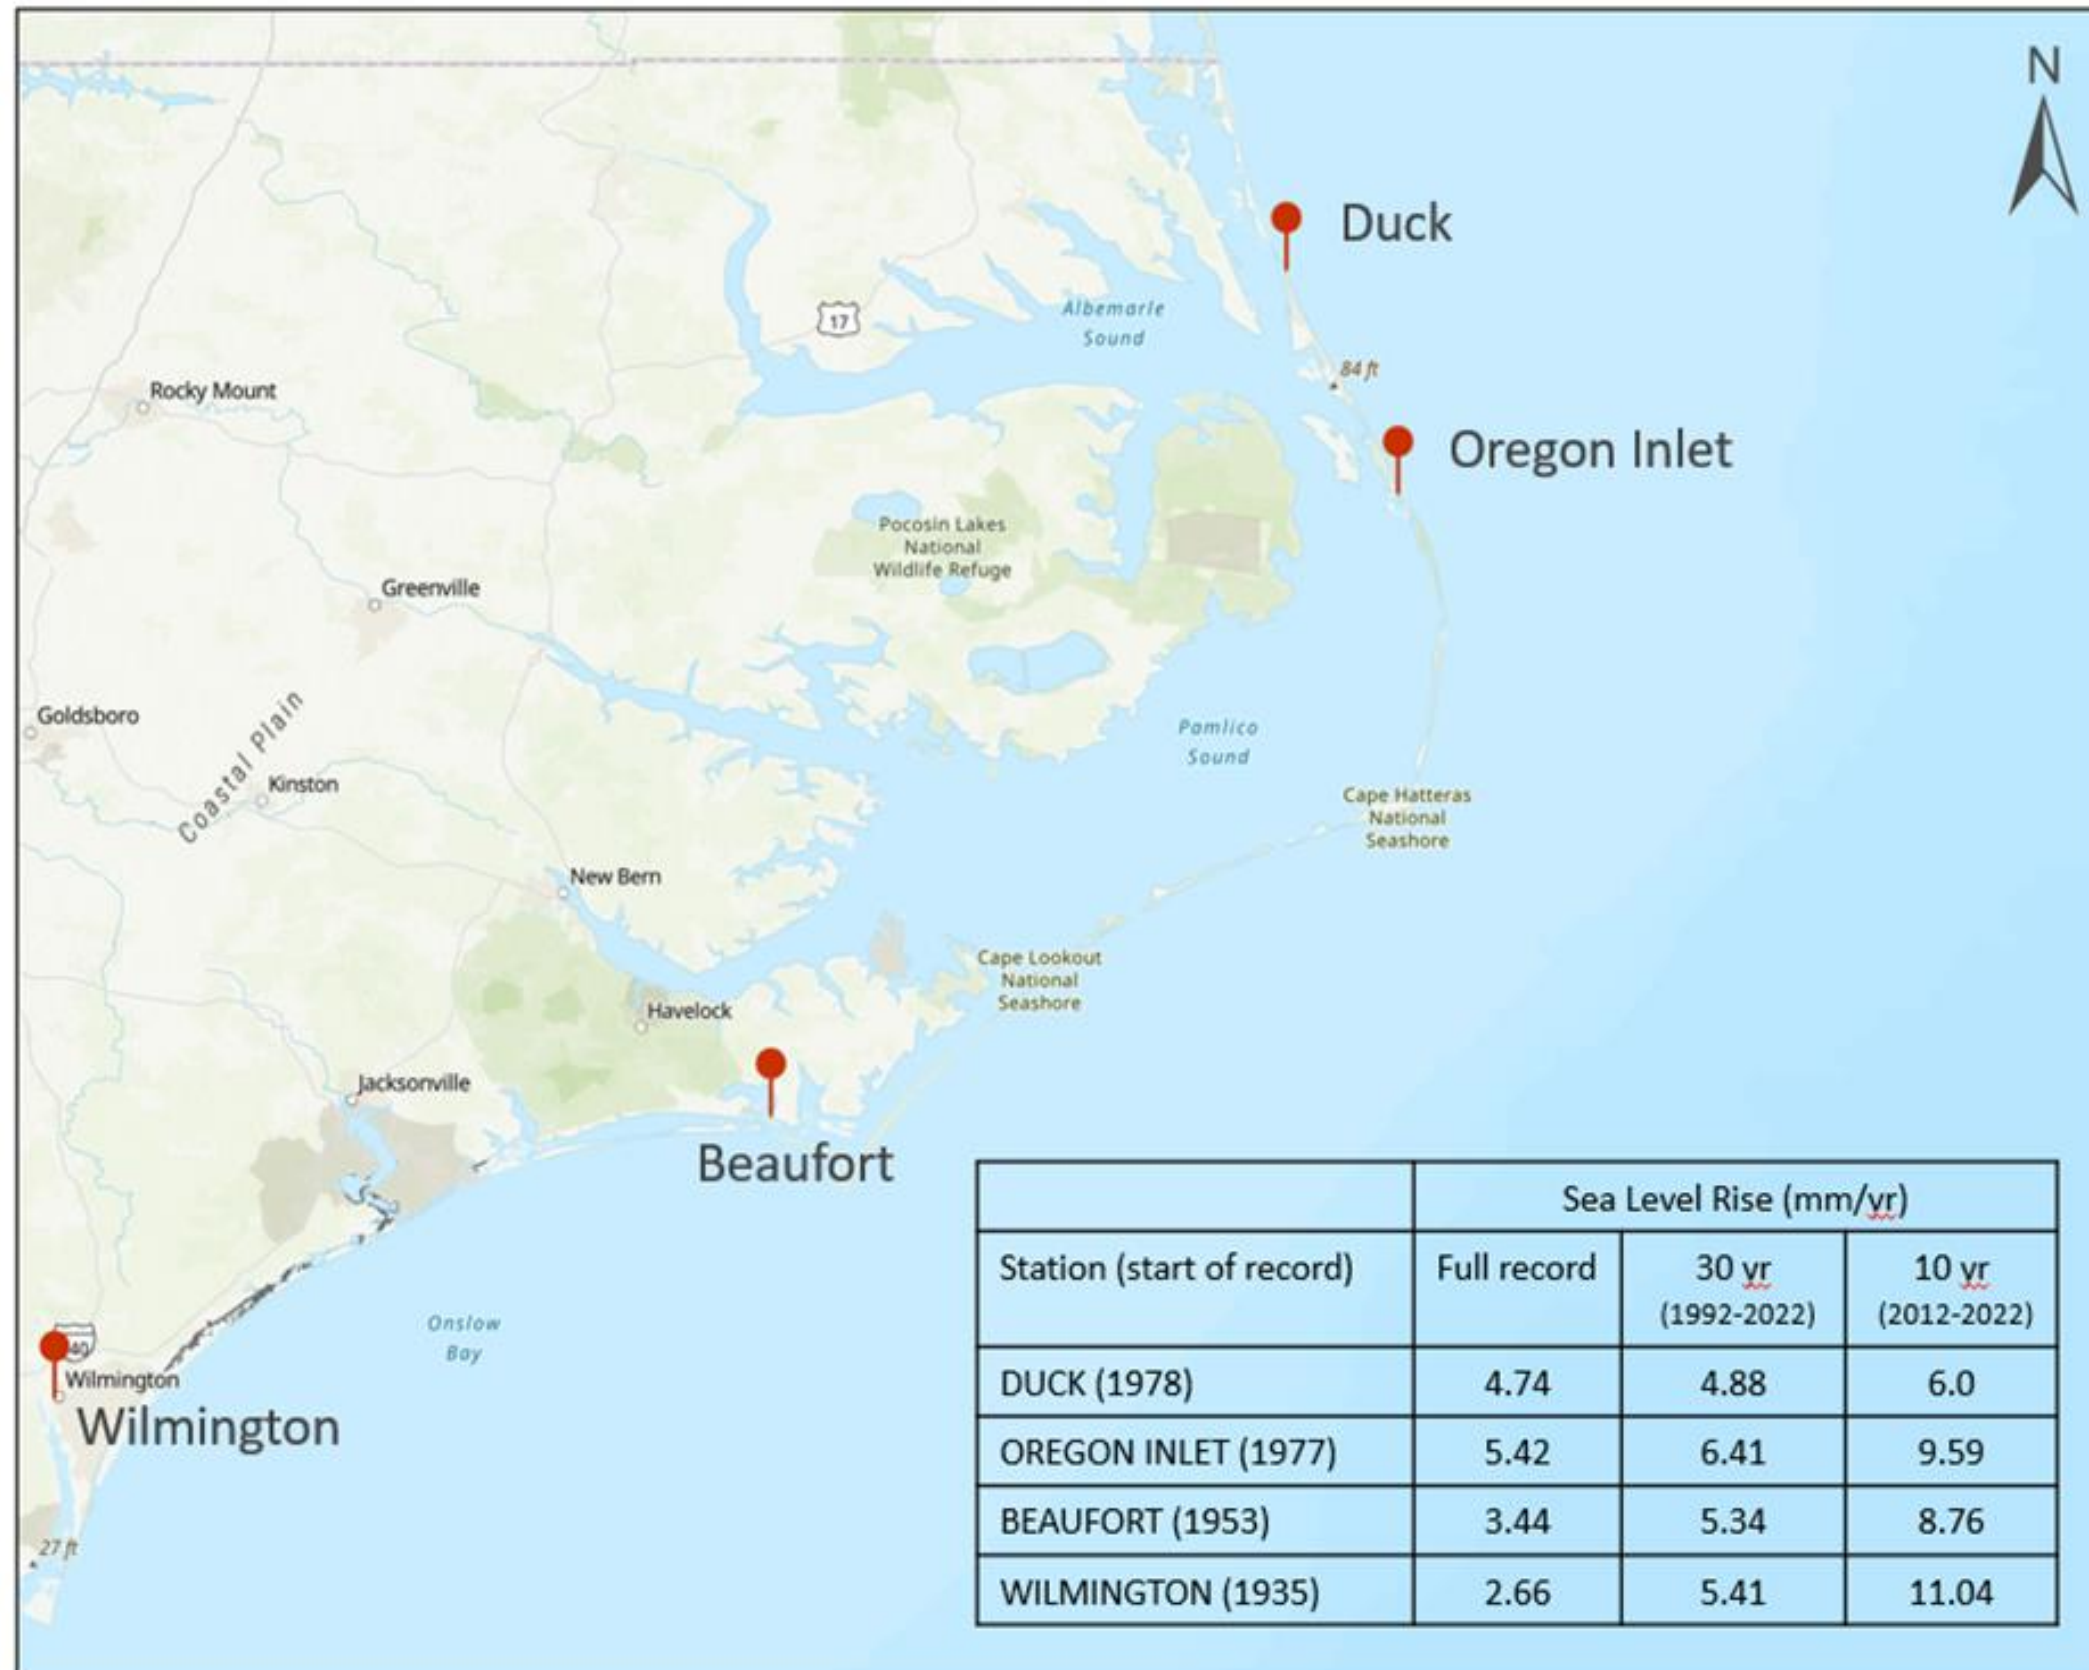 N
Duck
Albemarle
Sound
17
84 ft
Rocky Mount
Oregon Inlet
Pocosin Lakes
National
Wildlife Refuge
Greenville
Goldsboro
Coastal Plain
Pamlico
Sound
Kinston
Cape Hatteras
National
Seashore
New Bern
Cape Lookout
National
Seashore
Havelock
Jacksonville
Beaufort
Onslow
Bay
40
Wilmington
Wilmington
27 ft
Sea Level Rise (mm/yr)
Station (start of record) Full record 30 yr 10 yr
(1992-2022) (2012-2022)
DUCK (1978) 4.74 4.88 6.0
OREGON INLET (1977) 5.42 6.41 9.59
BEAUFORT (1953) 3.44 5.34 8.76
WILMINGTON (1935) 2.66 5.41 11.04